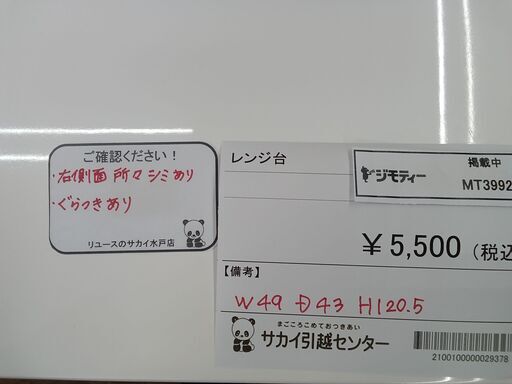 ご確認ください！
・右側面 所々シミあり
・ぐらつきあり
リユースのサカイ水戸店
レンジ台
ジモティー
掲載中
MT3992
￥5,500（税込
【備考】
W49 D43 H120.5
まごころこめておつきあい
サカイ引越センター
2100100000029378